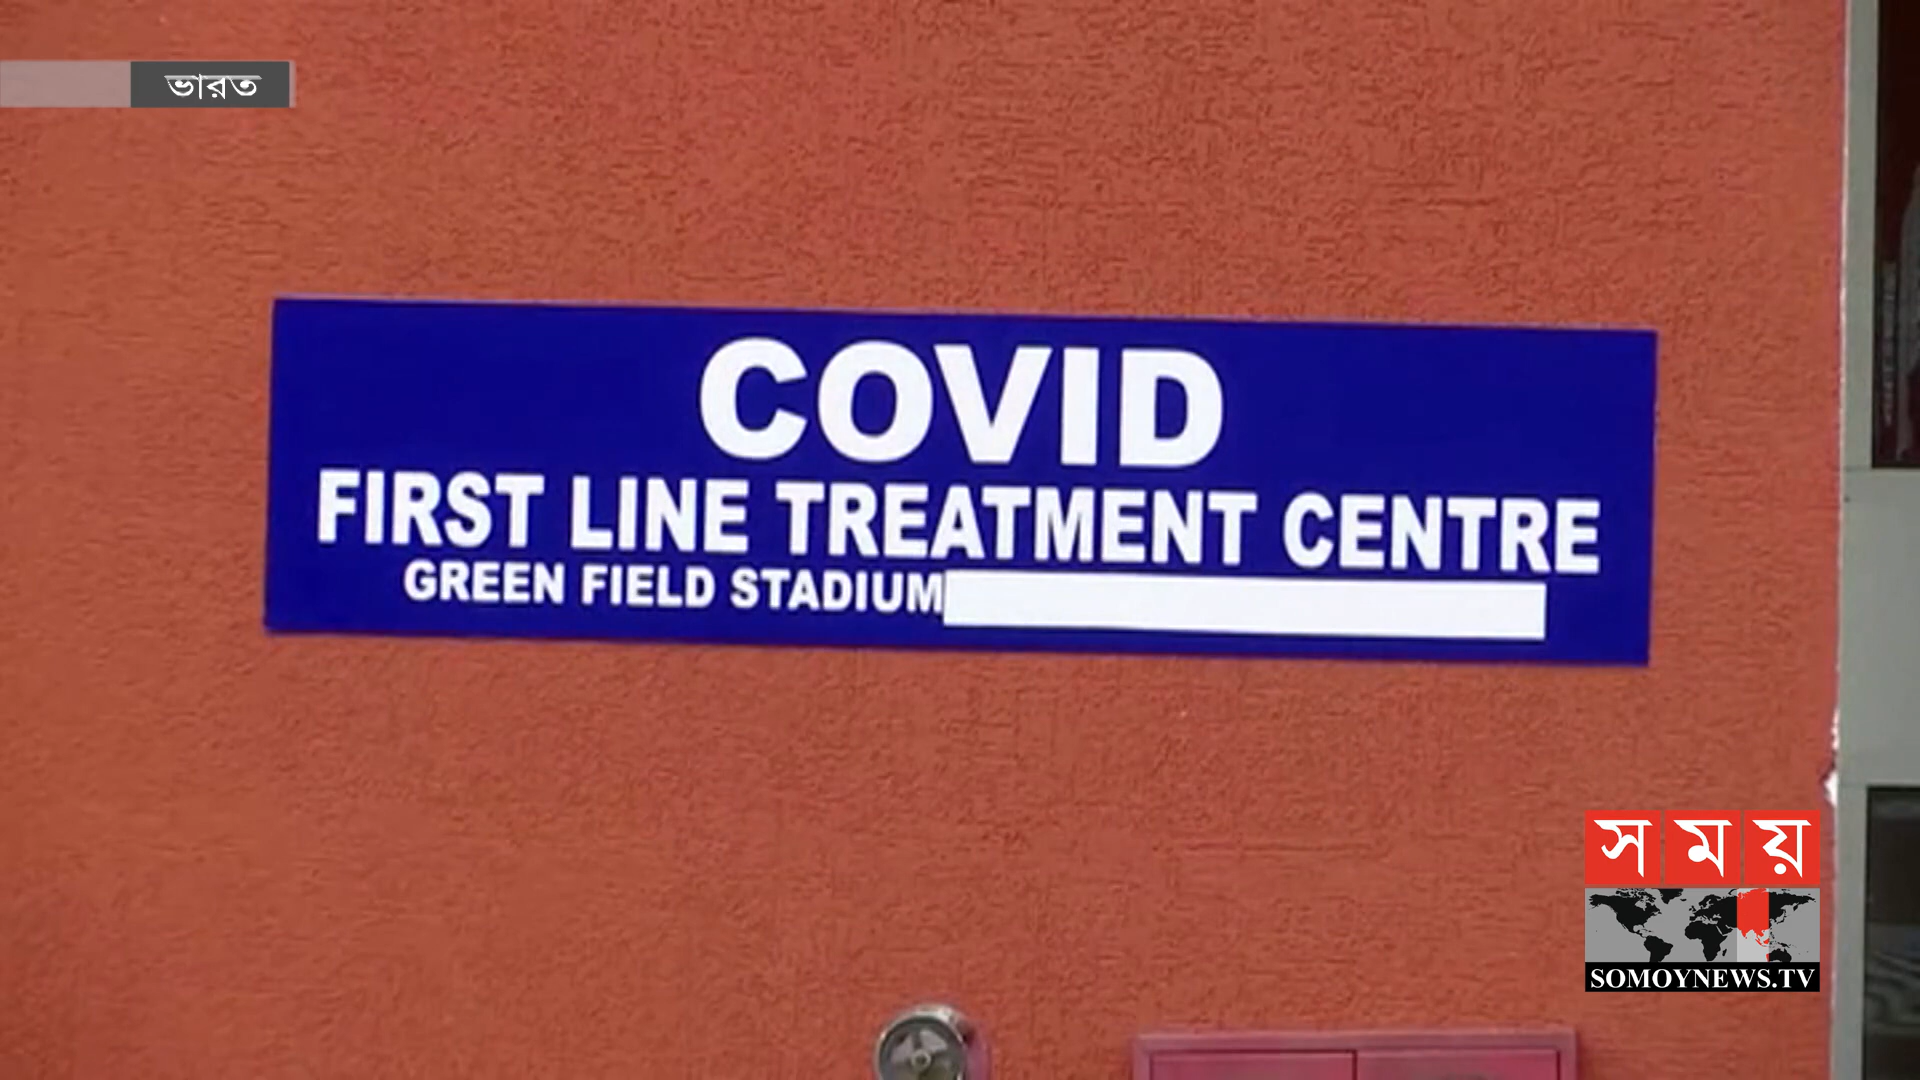 ভারত
COVID
FIRST LINE TREATMENT CENTRE
GREEN FIELD STADIUM
সময়
SOMOYNEWS.TV